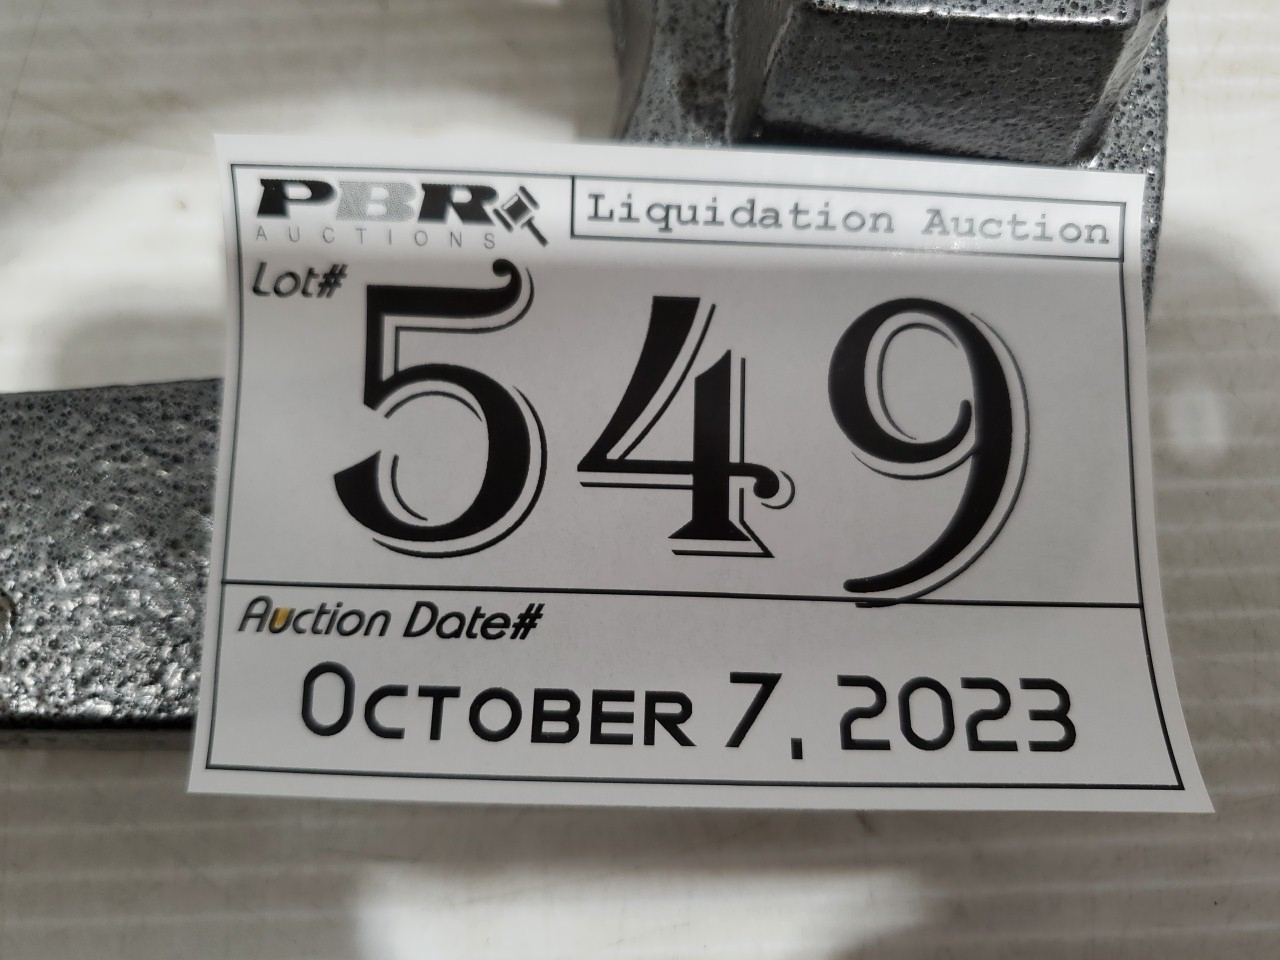 PBR
AUCTIONS
Liquidation Auction
Lot#
549
Auction Date#
October 7, 2023